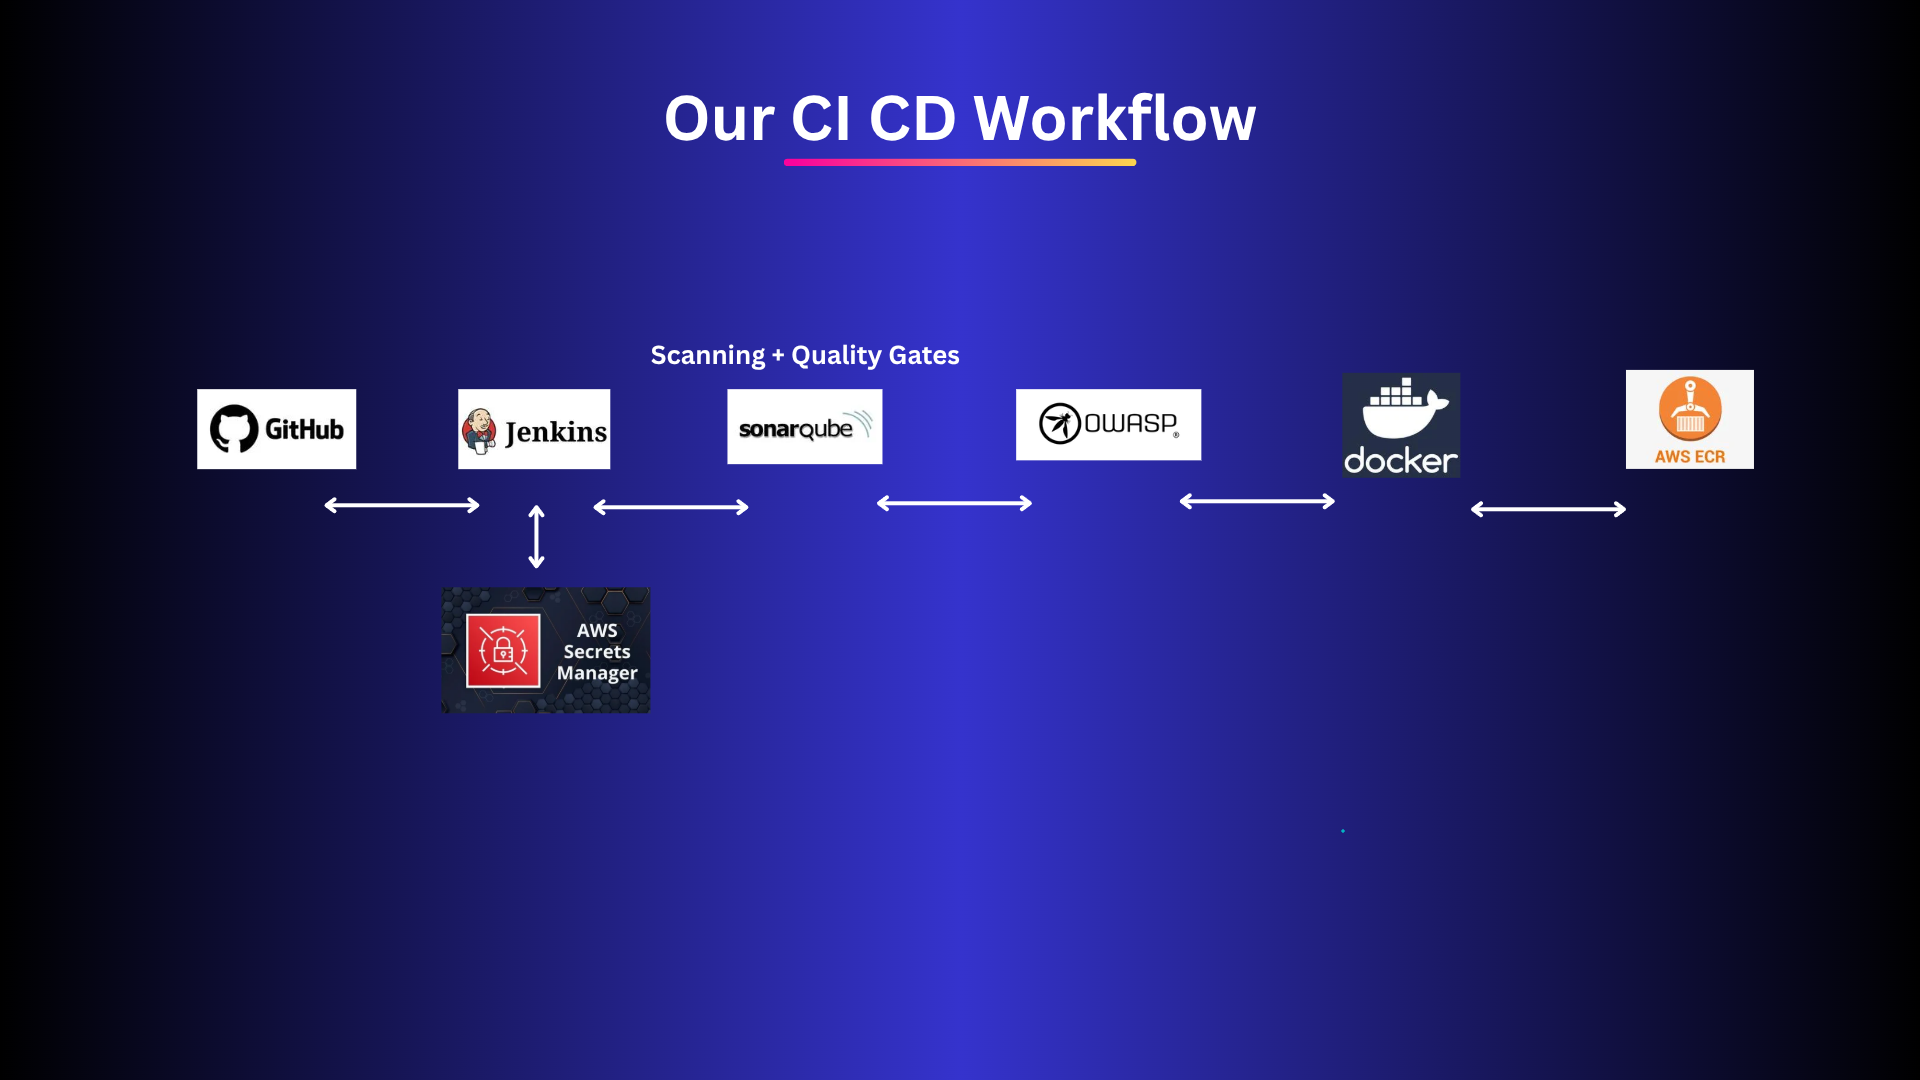 Our CI CD Workflow
Scanning + Quality Gates
GitHub
Jenkins
sonarqube
OWASP®
docker
AWS ECR
AWS
Secrets
Manager